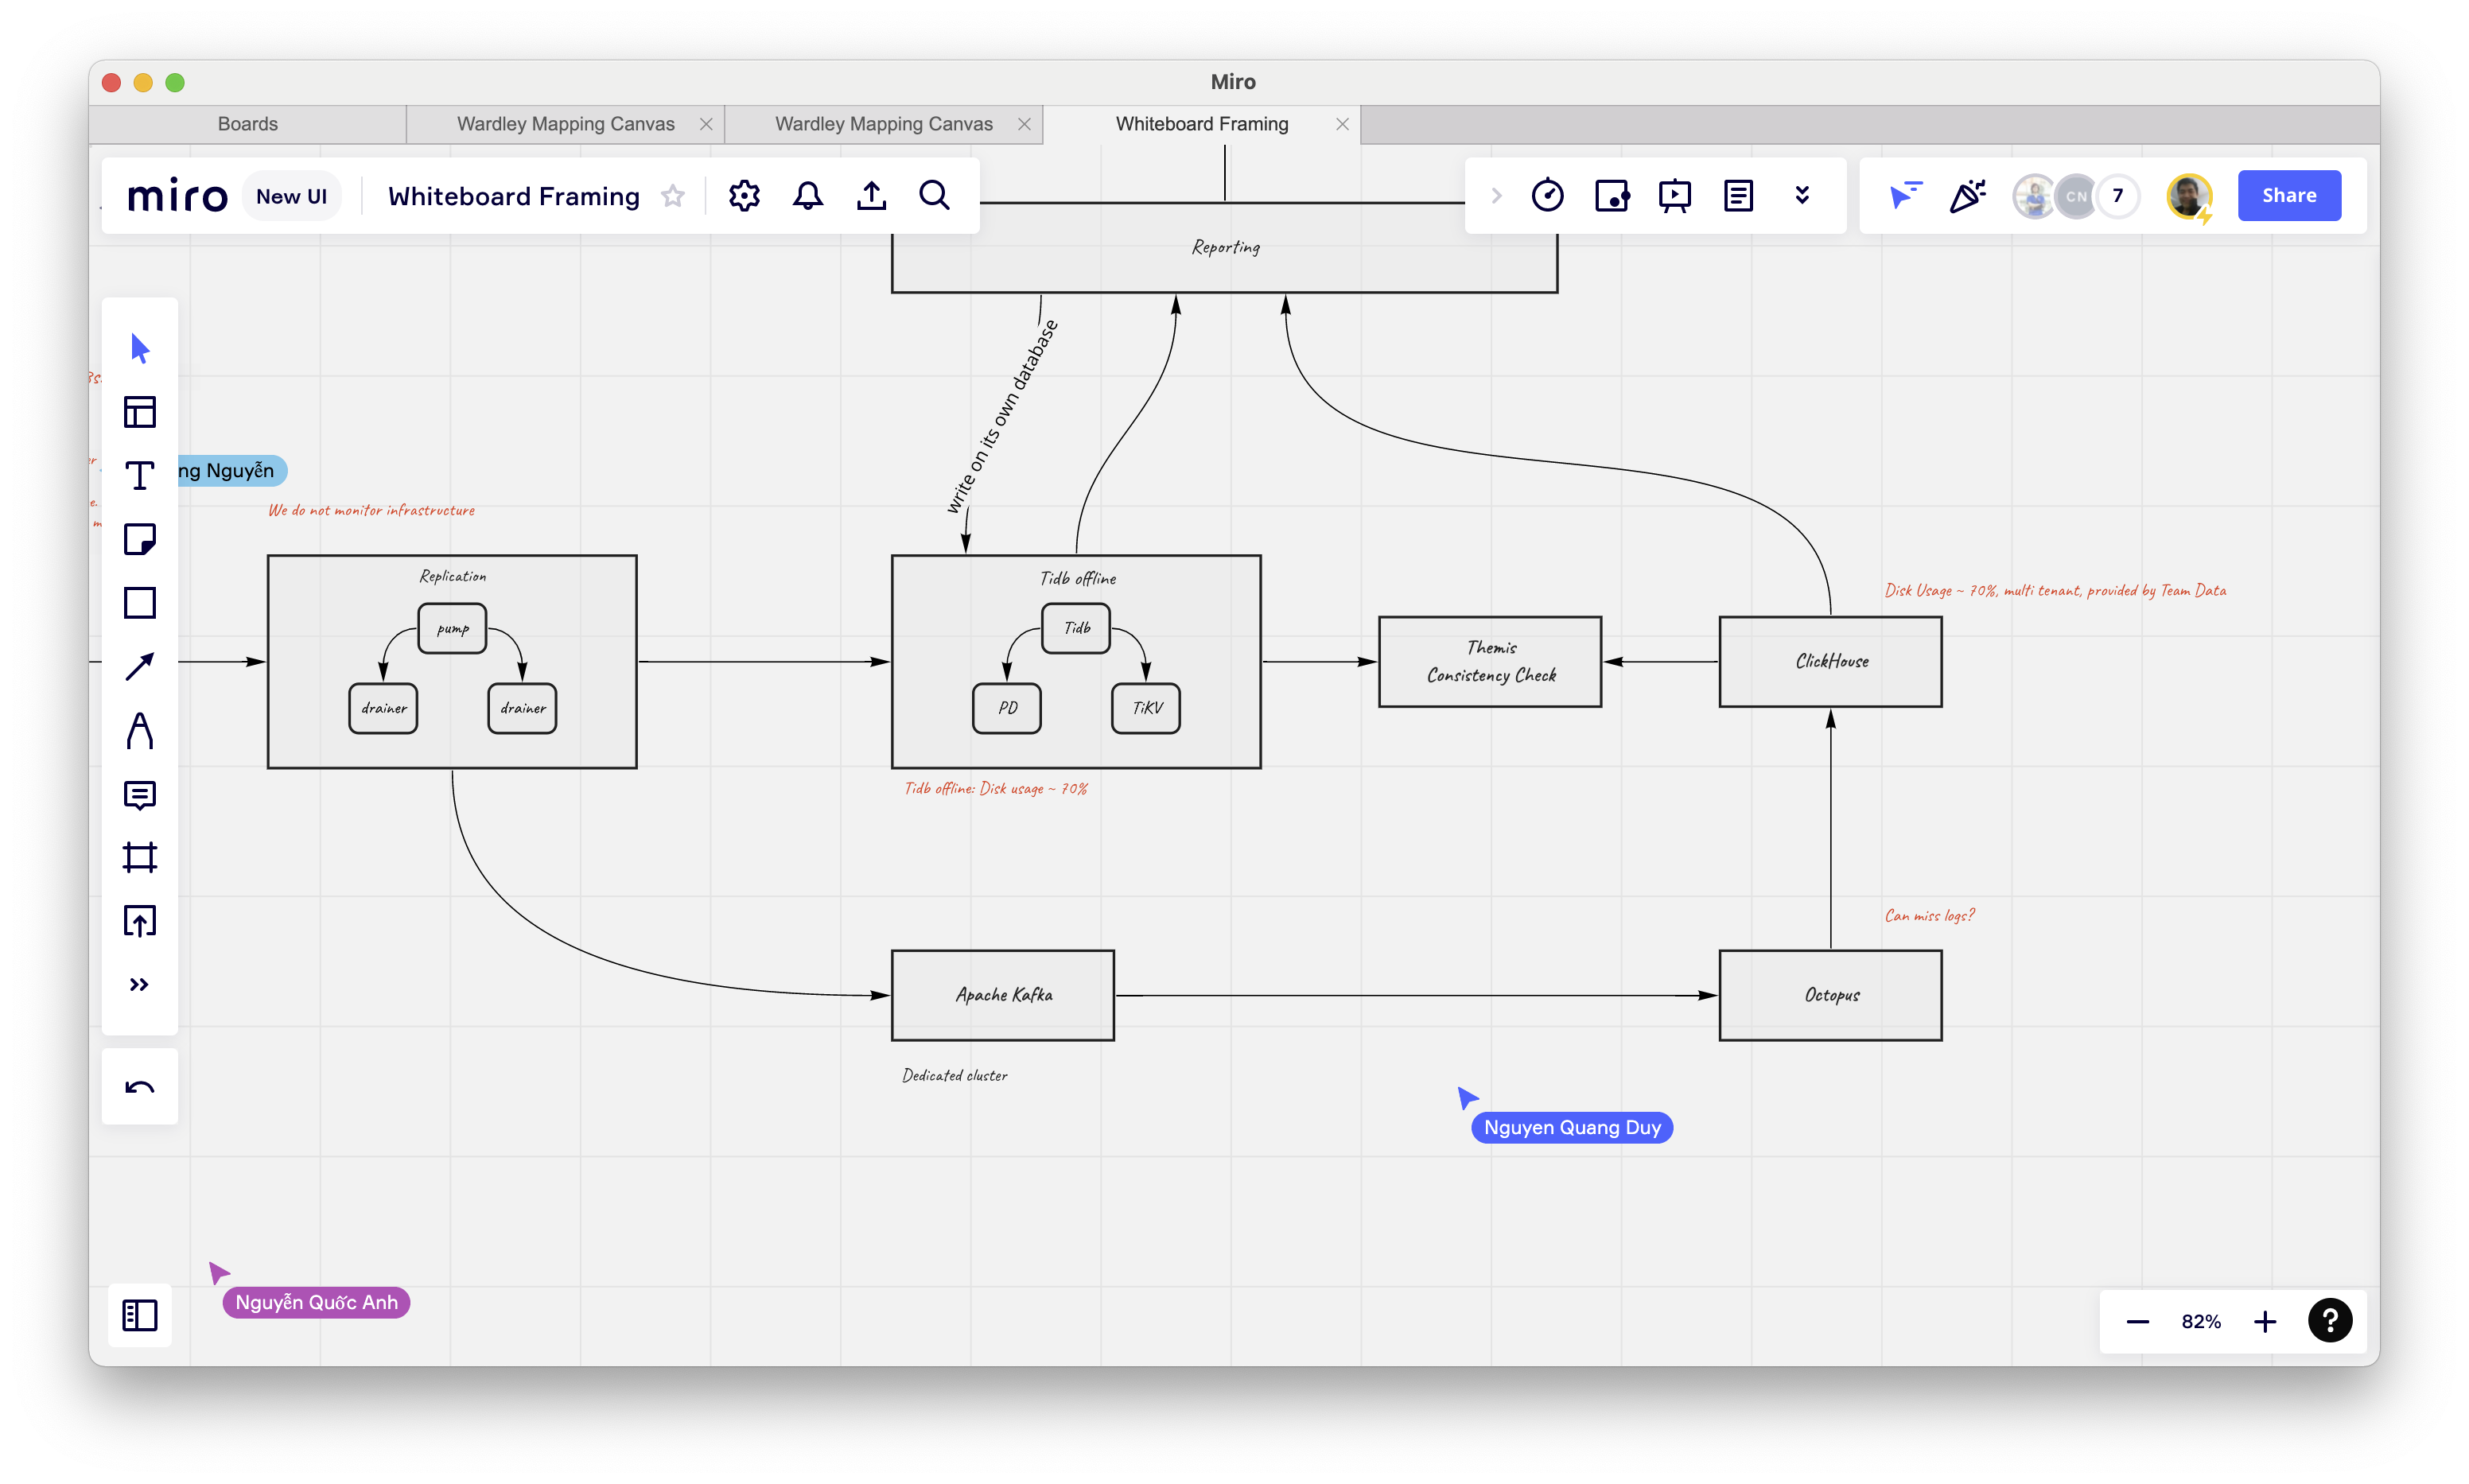 Miro
Boards
Wardley Mapping Canvas
Wardley Mapping Canvas
Whiteboard Framing
miro
New UI
Whiteboard Framing
CN
7
Share
Reporting
write on its own database
ng Nguyễn
We do not monitor infrastructure
Replication
pump
drainer
drainer
Tidb offline
Tidb
PD
TiKV
Tidb offline: Disk usage ~ 70%
Themis
Consistency Check
Disk Usage ~ 70%, multi tenant, provided by Team Data
ClickHouse
Can miss logs?
Apache Kafka
Octopus
Dedicated cluster
Nguyen Quang Duy
Nguyễn Quốc Anh
82%
?